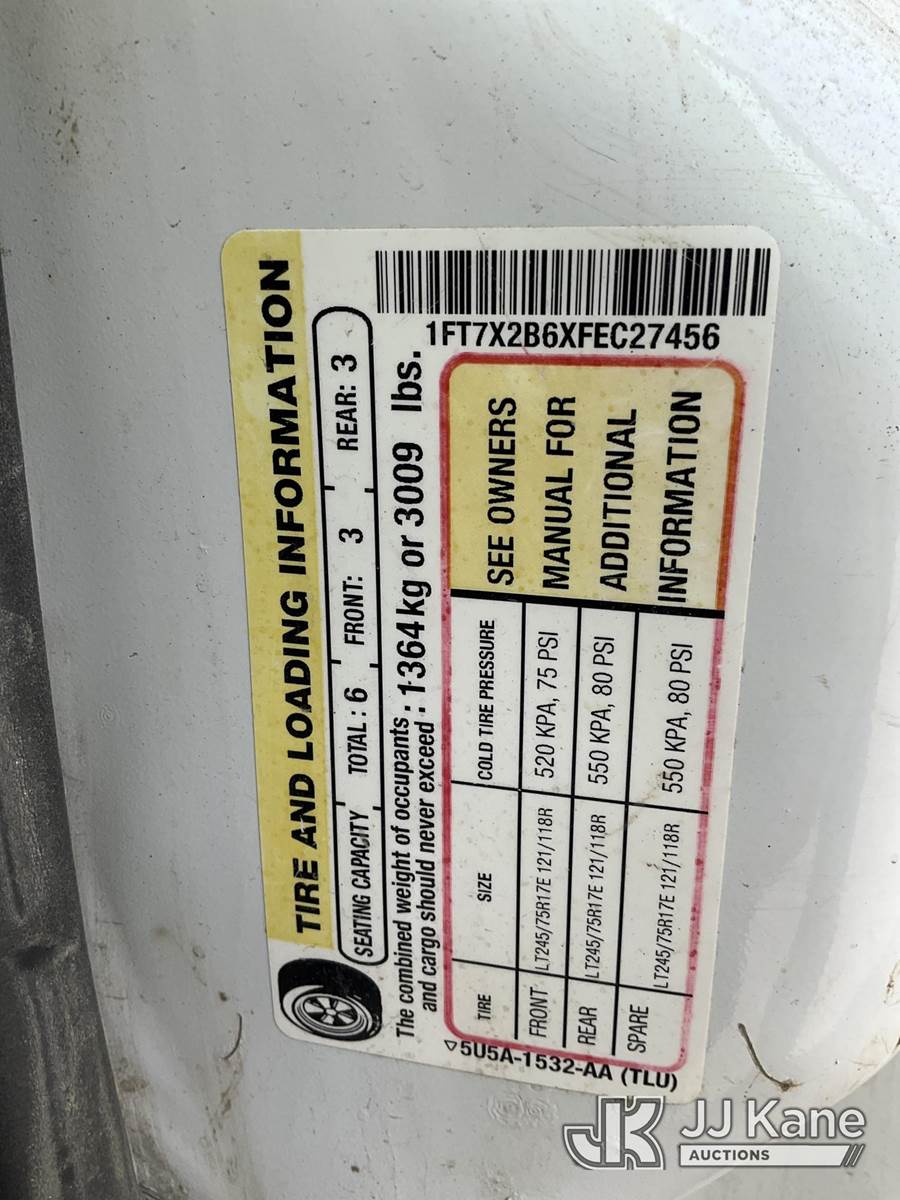 TIRE AND LOADING INFORMATION
SEATING CAPACITY TOTAL : 6 FRONT: 3 REAR: 3
The combined weight of occupants
and cargo should never exceed : 1364 kg or 3009 lbs.
1FT7X2B6XFEC27456
TIRE SIZE COLD TIRE PRESSURE
FRONT LT245/75R17E 121/118R 520 KPA, 75 PSI
REAR LT245/75R17E 121/118R 550 KPA, 80 PSI
SPARE LT245/75R17E 121/118R 550 KPA, 80 PSI
SEE OWNERS
MANUAL FOR
ADDITIONAL
INFORMATION
5U5A-1532-AA (TLU)
JK JJ Kane
AUCTIONS